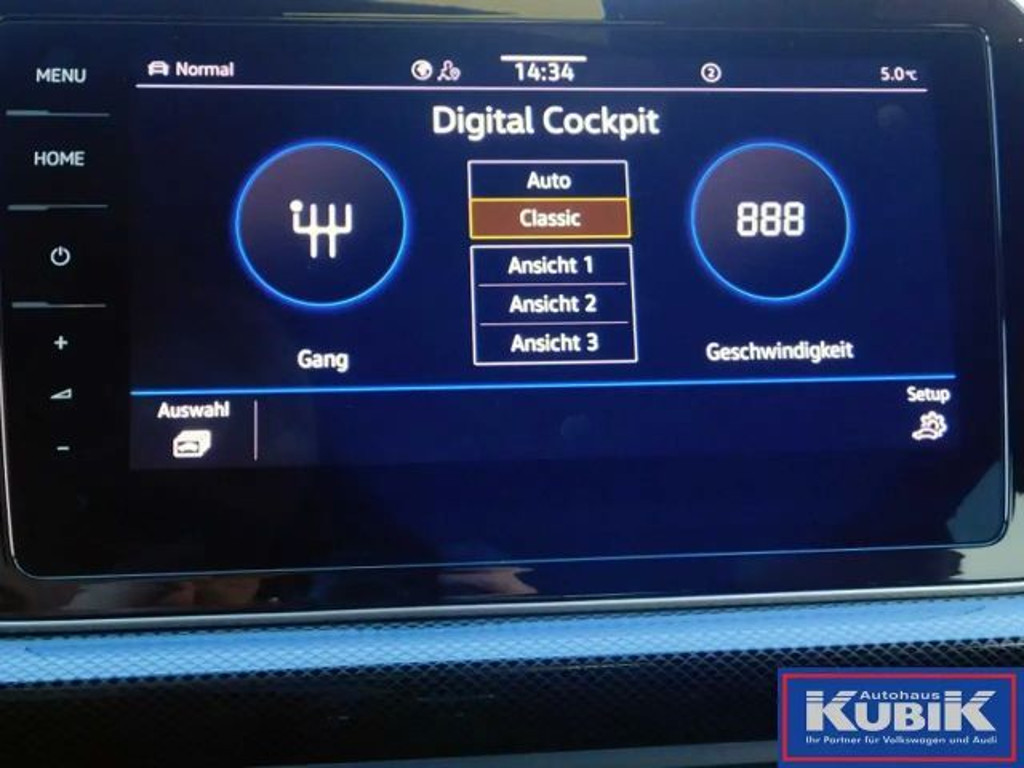 MENU
HOME
Normal
14:34
2
5.0°C
Digital Cockpit
Auto
Classic
Ansicht 1
Ansicht 2
Ansicht 3
888
Gang
Geschwindigkeit
Auswahl
Setup
+
-
Autohaus
KUBIK
Ihr Partner für Volkswagen und Audi